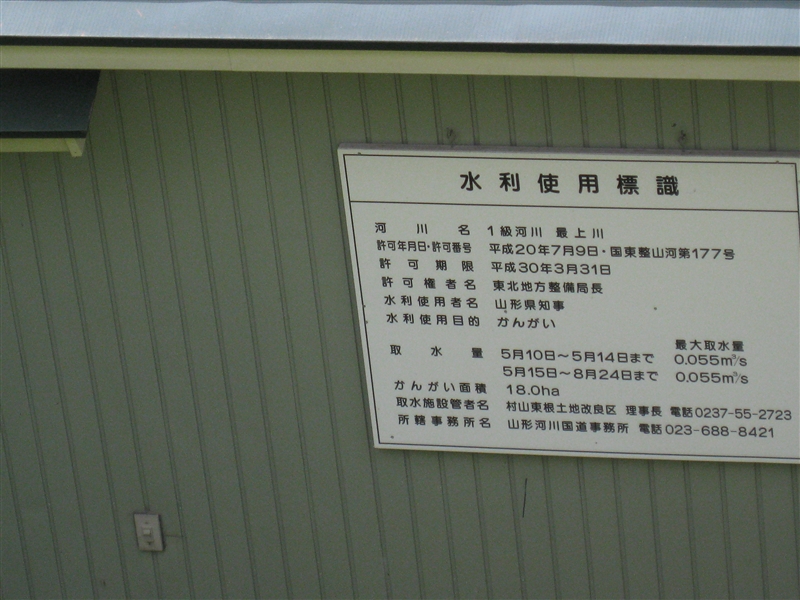 水利使用標識
河川名 1級河川 最上川
許可年月日・許可番号 平成20年7月9日・国東整山河第177号
許可期限 平成30年3月31日
許可権者名 東北地方整備局長
水利使用者名 山形県知事
水利使用目的 かんがい
最大取水量
取水量 5月10日～5月14日まで 0.055m³/s
5月15日～8月24日まで 0.055m³/s
かんがい面積 18.0ha
取水施設管者名 村山東根土地改良区 理事長 電話0237-55-2723
所轄事務所名 山形河川国道事務所 電話023-688-8421